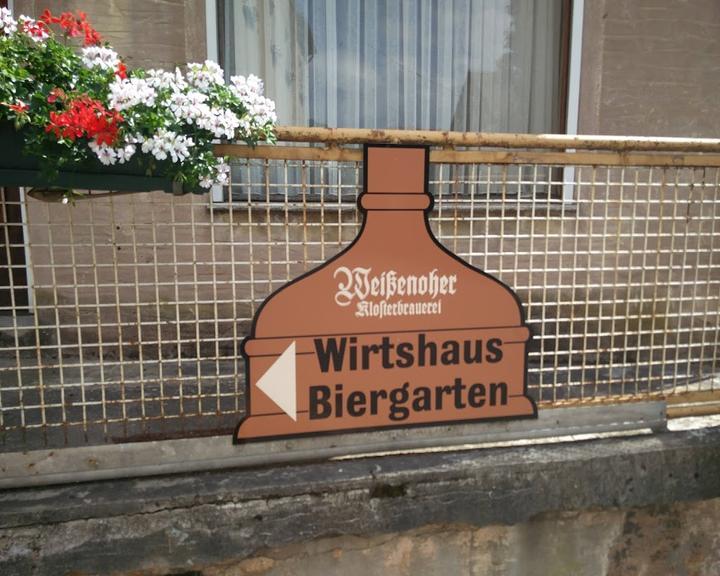 Weißenoher
Klosterbrauerei
Wirtshaus
Biergarten